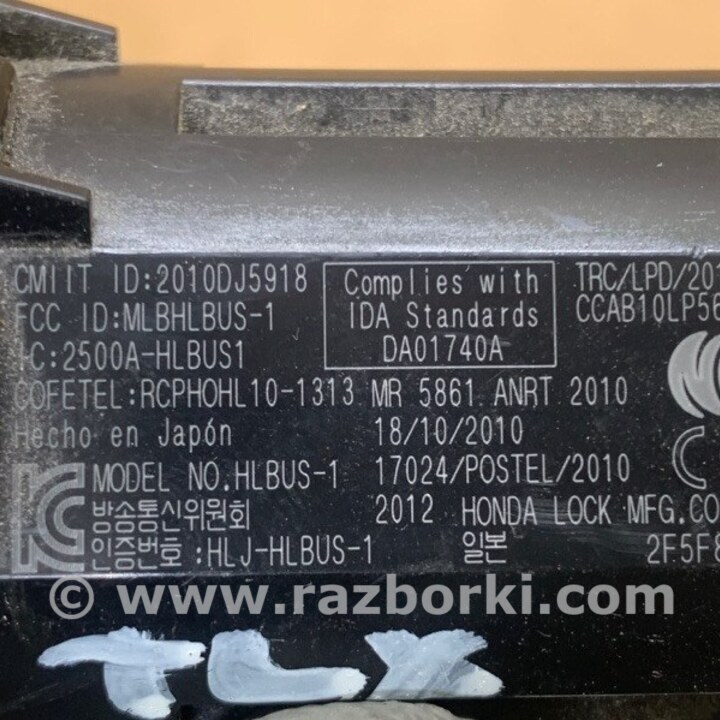 CMIIT ID:2010DJ5918
Complies with
TRC/LPD/201
FCC ID:MLBHLBUS-1
IDA Standards
CCAB10LP5
IC:2500A-HLBUS1
DA01740A
COFETEL:RCPHOHL10-1313 MR 5861 ANRT 2010
Hecho en Japón
18/10/2010
MODEL NO.HLBUS-1
17024/POSTEL/2010
방송통신위원회
2012 HONDA LOCK MFG.CO
인증번호:HLJ-HLBUS-1
일본
2F5F8
© www.razborki.com
TLX